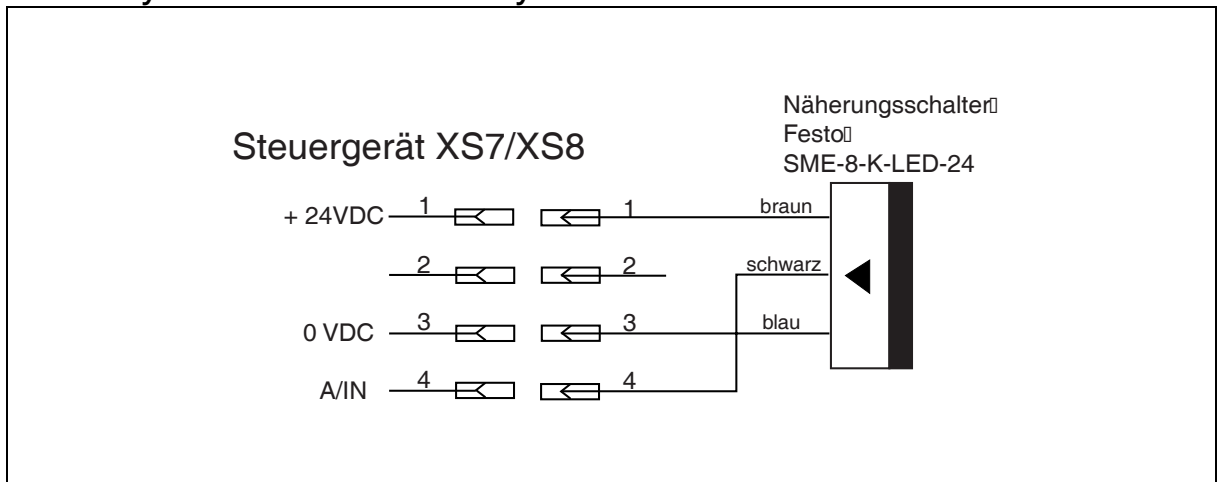 Näherungsschalter
Festo
SME-8-K-LED-24
Steuergerät XS7/XS8
+ 24VDC 1 1 braun
2 2 schwarz
0 VDC 3 3 blau
A/IN 4 4